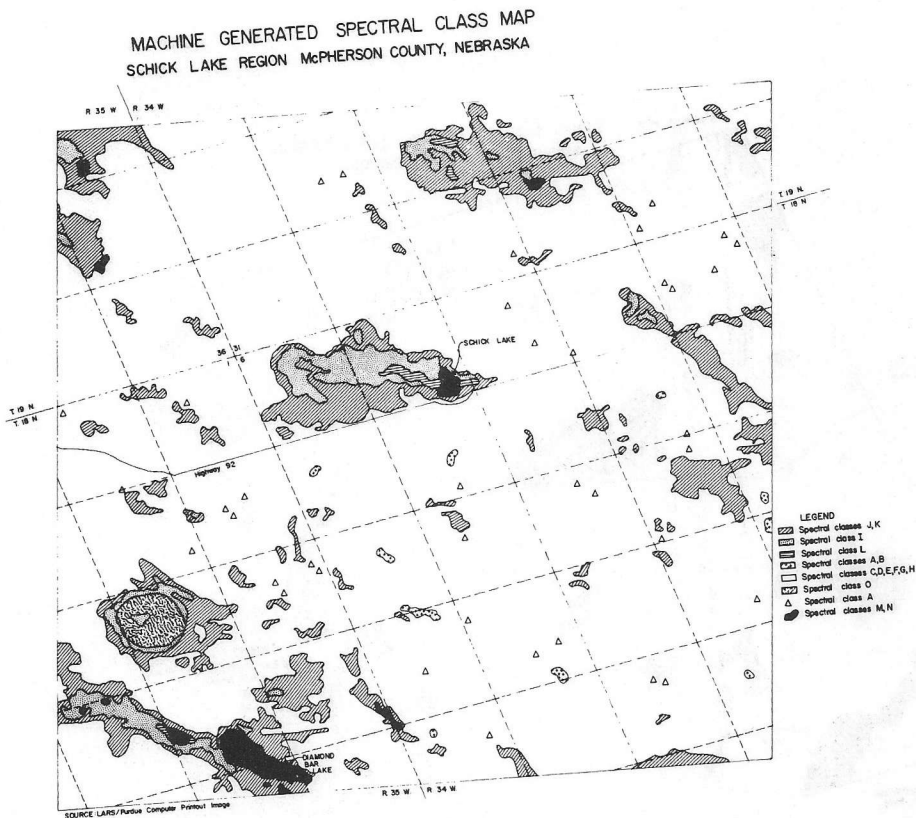 MACHINE GENERATED SPECTRAL CLASS MAP
SCHICK LAKE REGION McPHERSON COUNTY, NEBRASKA
R 35 W R 34 W
T 19 N
T 18 N
SCHICK LAKE
36 31
6
T 19 N
T 18 N
Highway 92
LEGEND
Spectral classes J,K
Spectral class I
Spectral class L
Spectral classes A,B
Spectral classes C,D,E,F,G,H
Spectral class O
Spectral class A
Spectral classes M,N
DIAMOND
BAR
LAKE
R 35 W R 34 W
SOURCE: LARS/Purdue Computer Printout Image